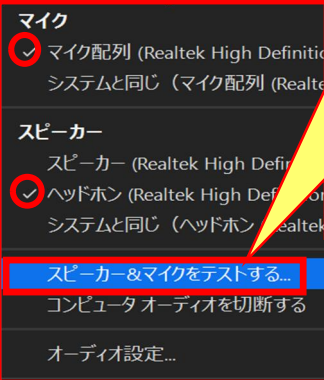 マイク
✓ マイク配列 (Realtek High Definitio
システムと同じ (マイク配列 (Realte
スピーカー
スピーカー (Realtek High Defi
✓ ヘッドホン (Realtek High Def
システムと同じ (ヘッドホン ealtek
スピーカー&マイクをテストする...
コンピュータ オーディオを切断する
オーディオ設定...